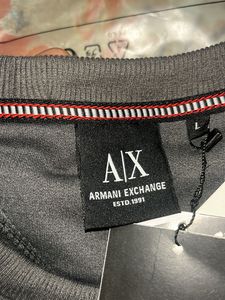 L
A|X
ARMANI EXCHANGE
ESTD.1991